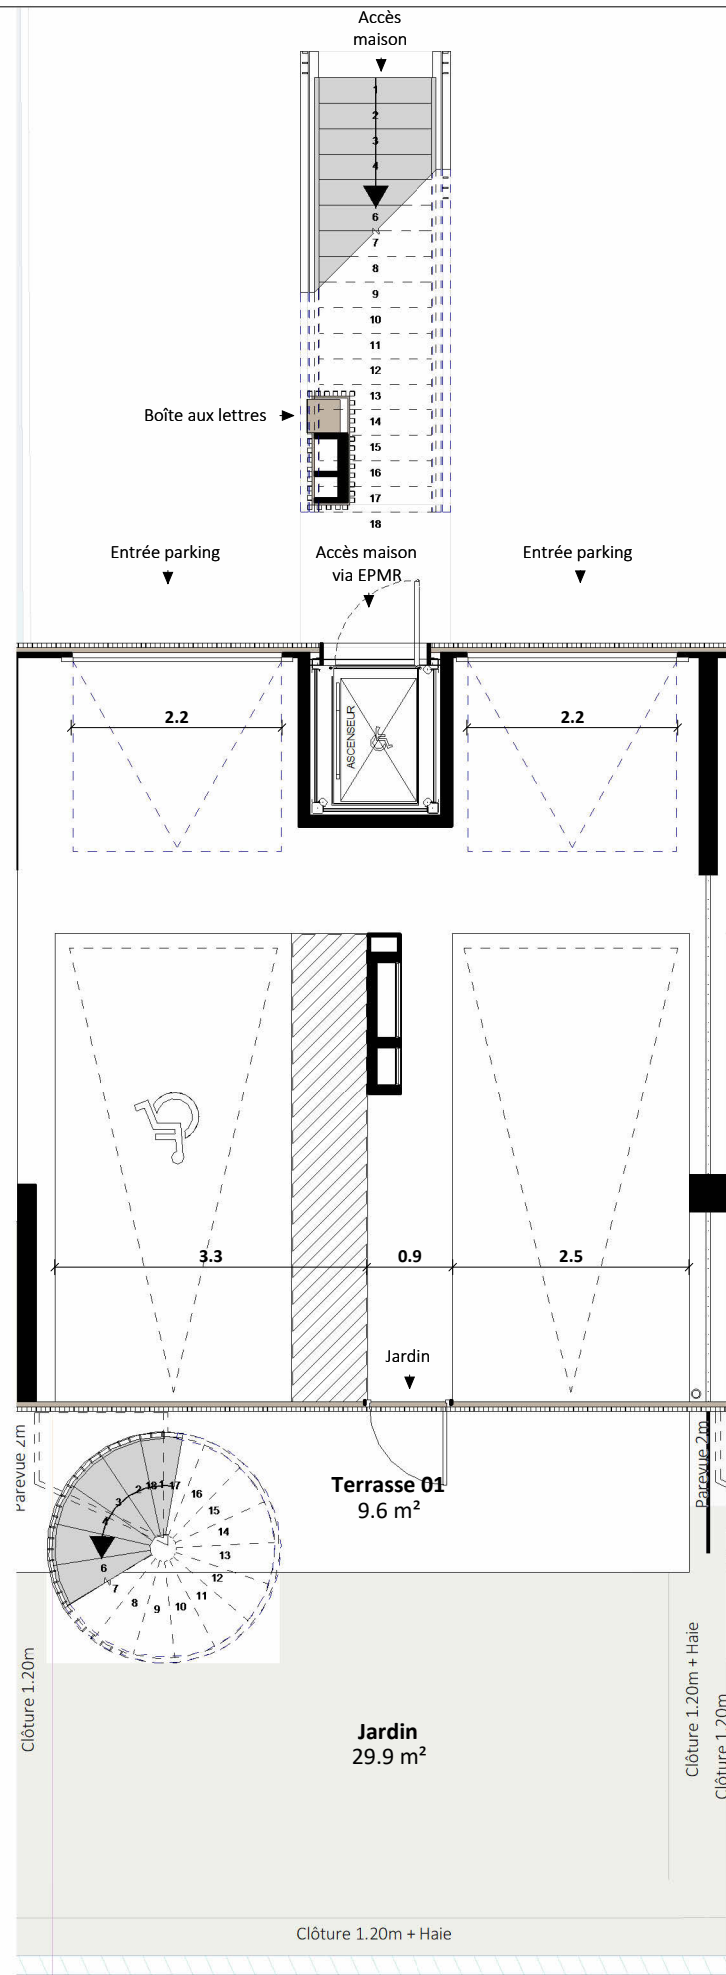 Accès
maison
1
2
3
4
6
7
8
9
10
11
12
13
Boîte aux lettres
14
15
16
17
18
Entrée parking
Accès maison
via EPMR
Entrée parking
2.2
2.2
ASCENSEUR
3.3
0.9
2.5
Jardin
Parevue 2m
Parevue 2m
Terrasse 01
9.6 m²
1
2
3
4
6
7
8
9
10
11
12
13
14
15
16
17
18
Clôture 1.20m
Clôture 1.20m + Haie
Clôture 1.20m
Jardin
29.9 m²
Clôture 1.20m + Haie